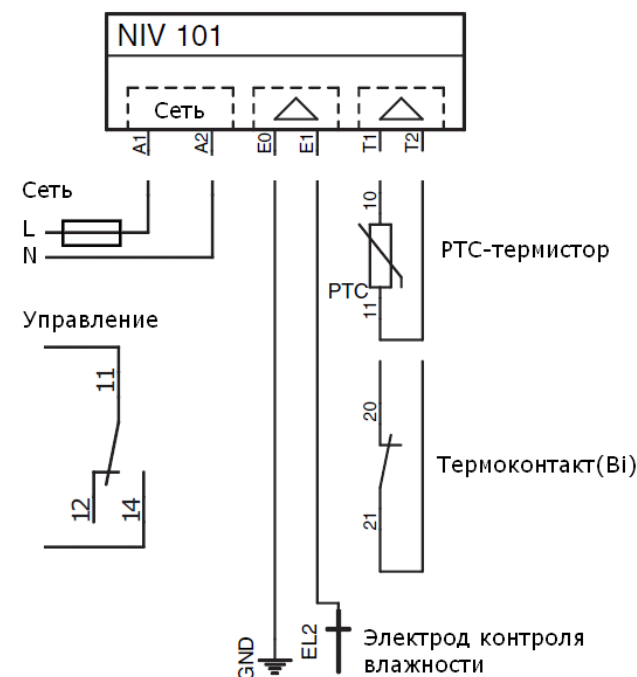 NIV 101
Сеть
A1
A2
E0
E1
T1
T2
Сеть
L
N
10
PTC
11
РТС-термистор
Управление
11
12
14
20
21
Термоконтакт(Bi)
GND
EL2
Электрод контроля
влажности